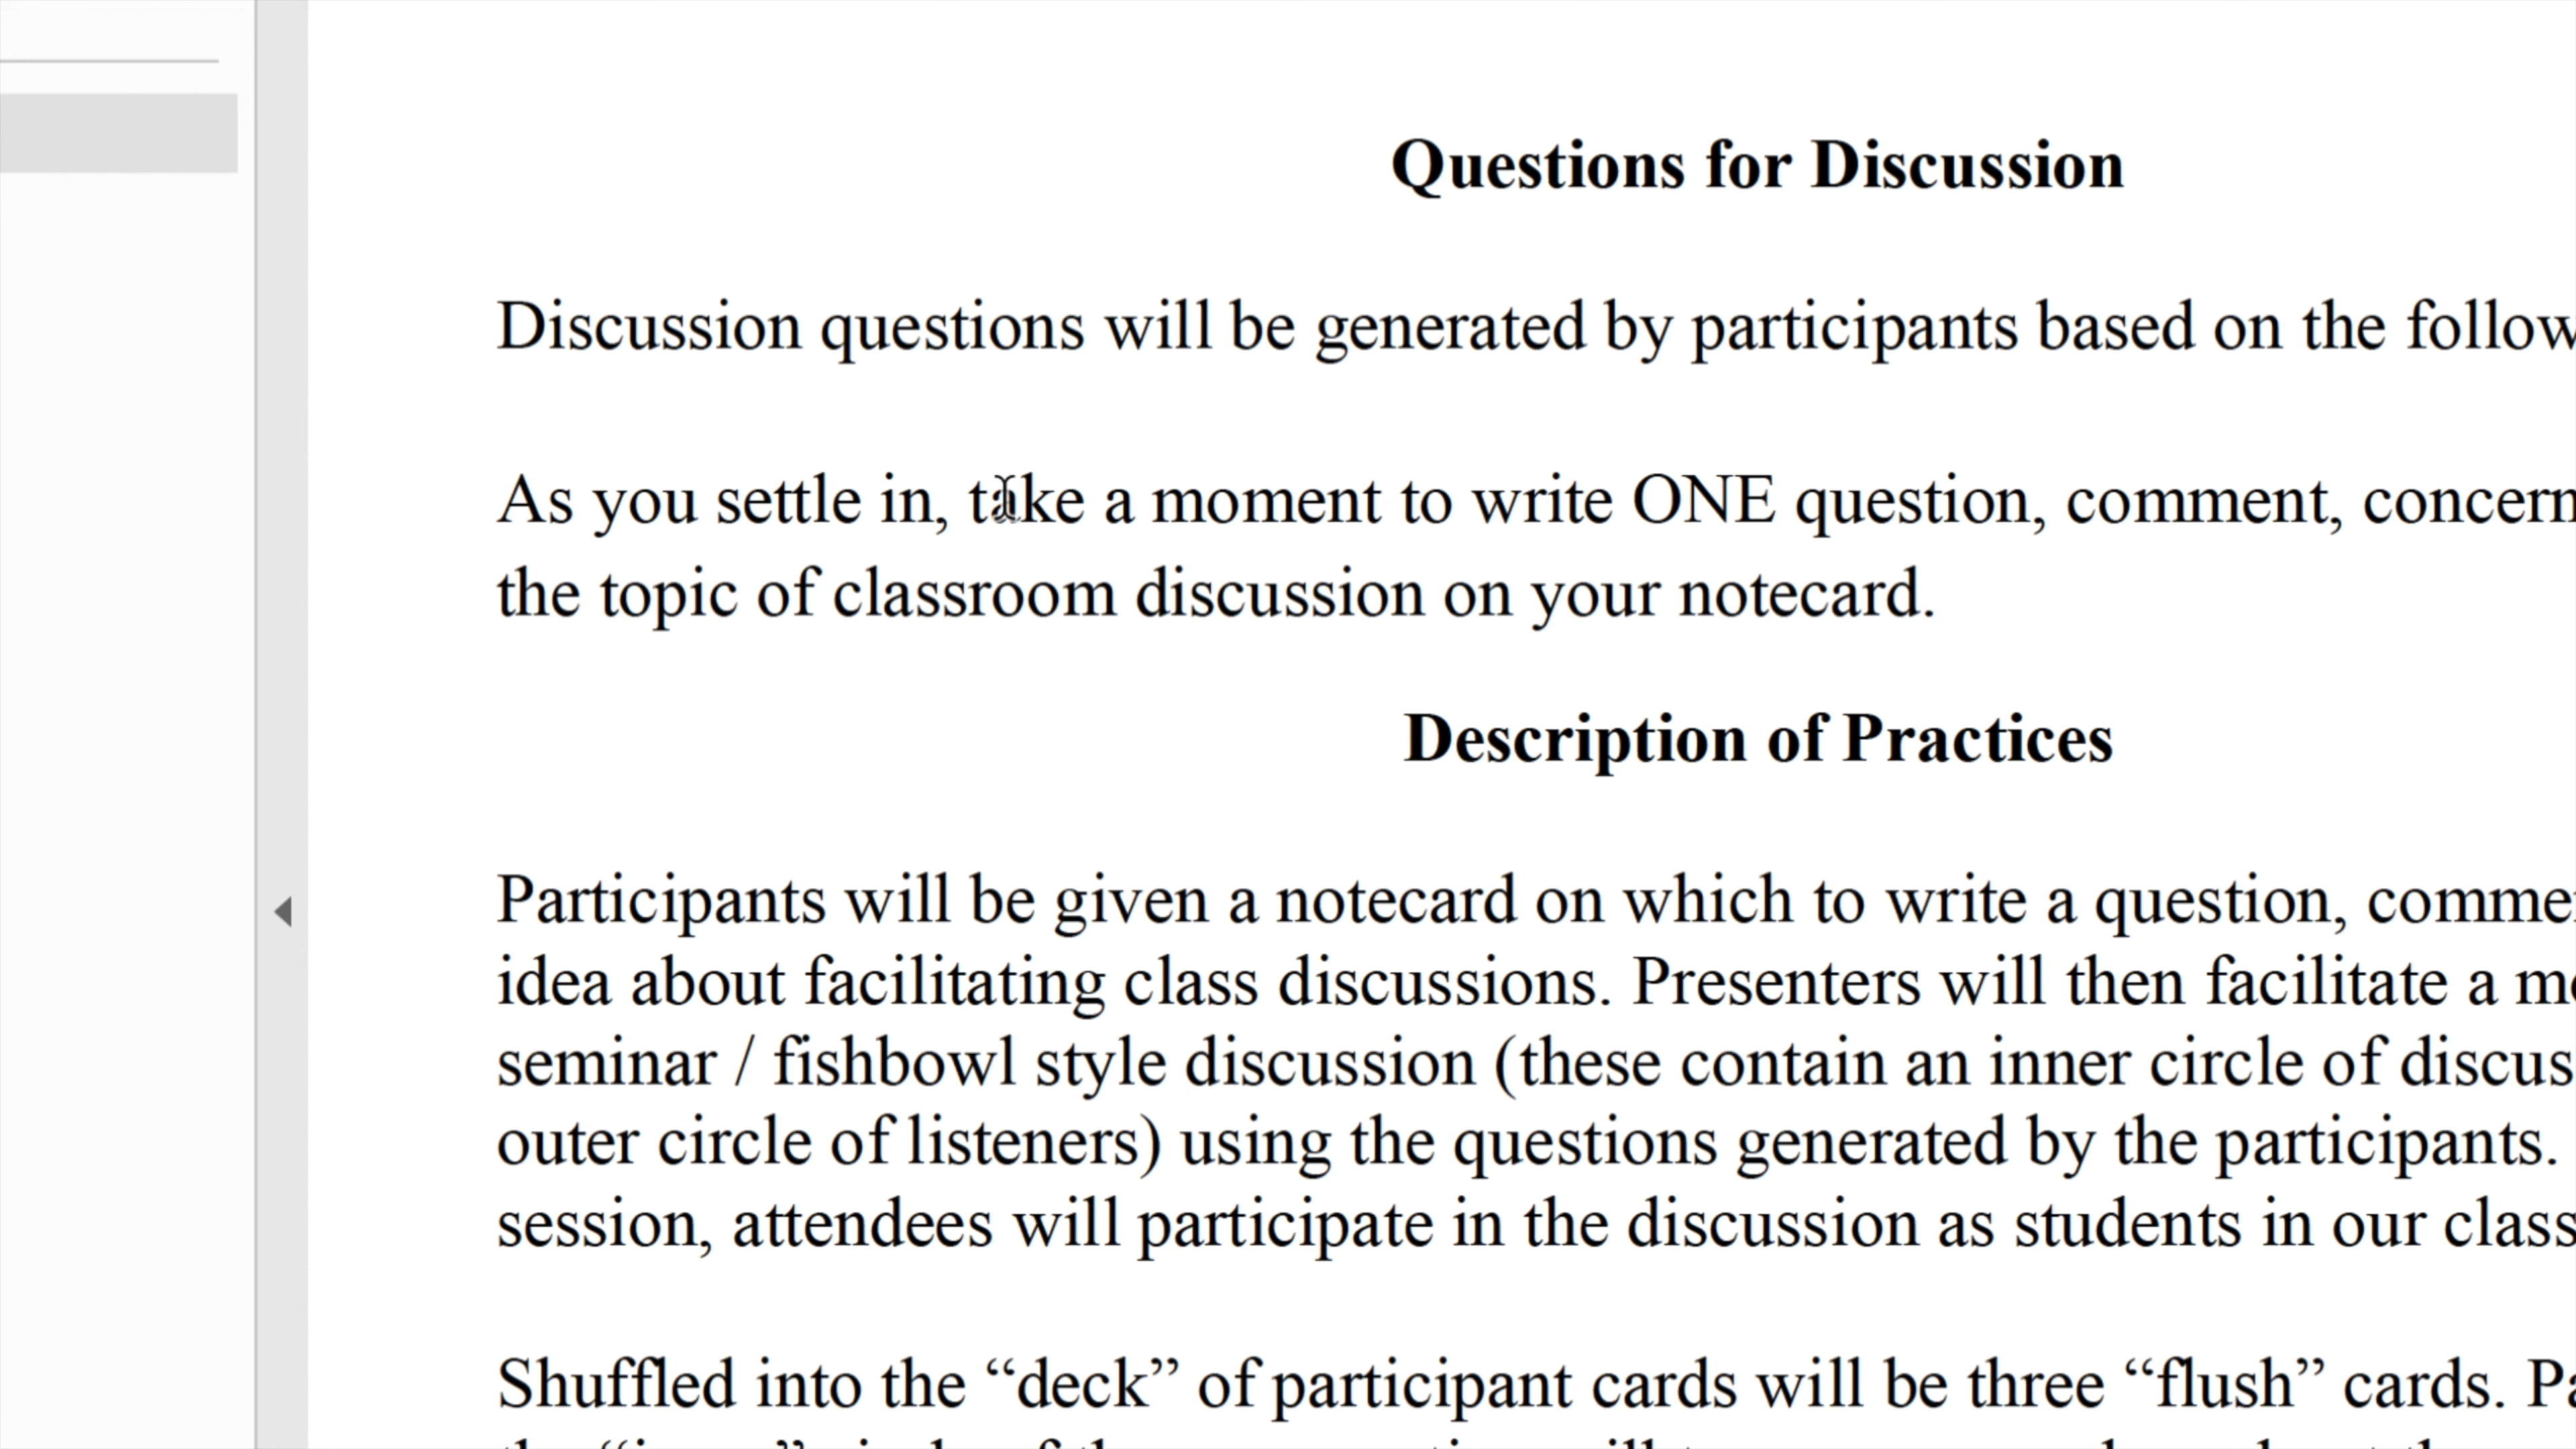 Questions for Discussion
Discussion questions will be generated by participants based on the
As you settle in, take a moment to write ONE question, comment, concern
the topic of classroom discussion on your notecard.
Description of Practices
Participants will be given a notecard on which to write a question,
idea about facilitating class discussions. Presenters will then facilitate a
seminar / fishbowl style discussion (these contain an inner circle of
outer circle of listeners) using the questions generated by the participants.
session, attendees will participate in the discussion as students in our class
Shuffled into the “deck” of participant cards will be three “flush” cards.